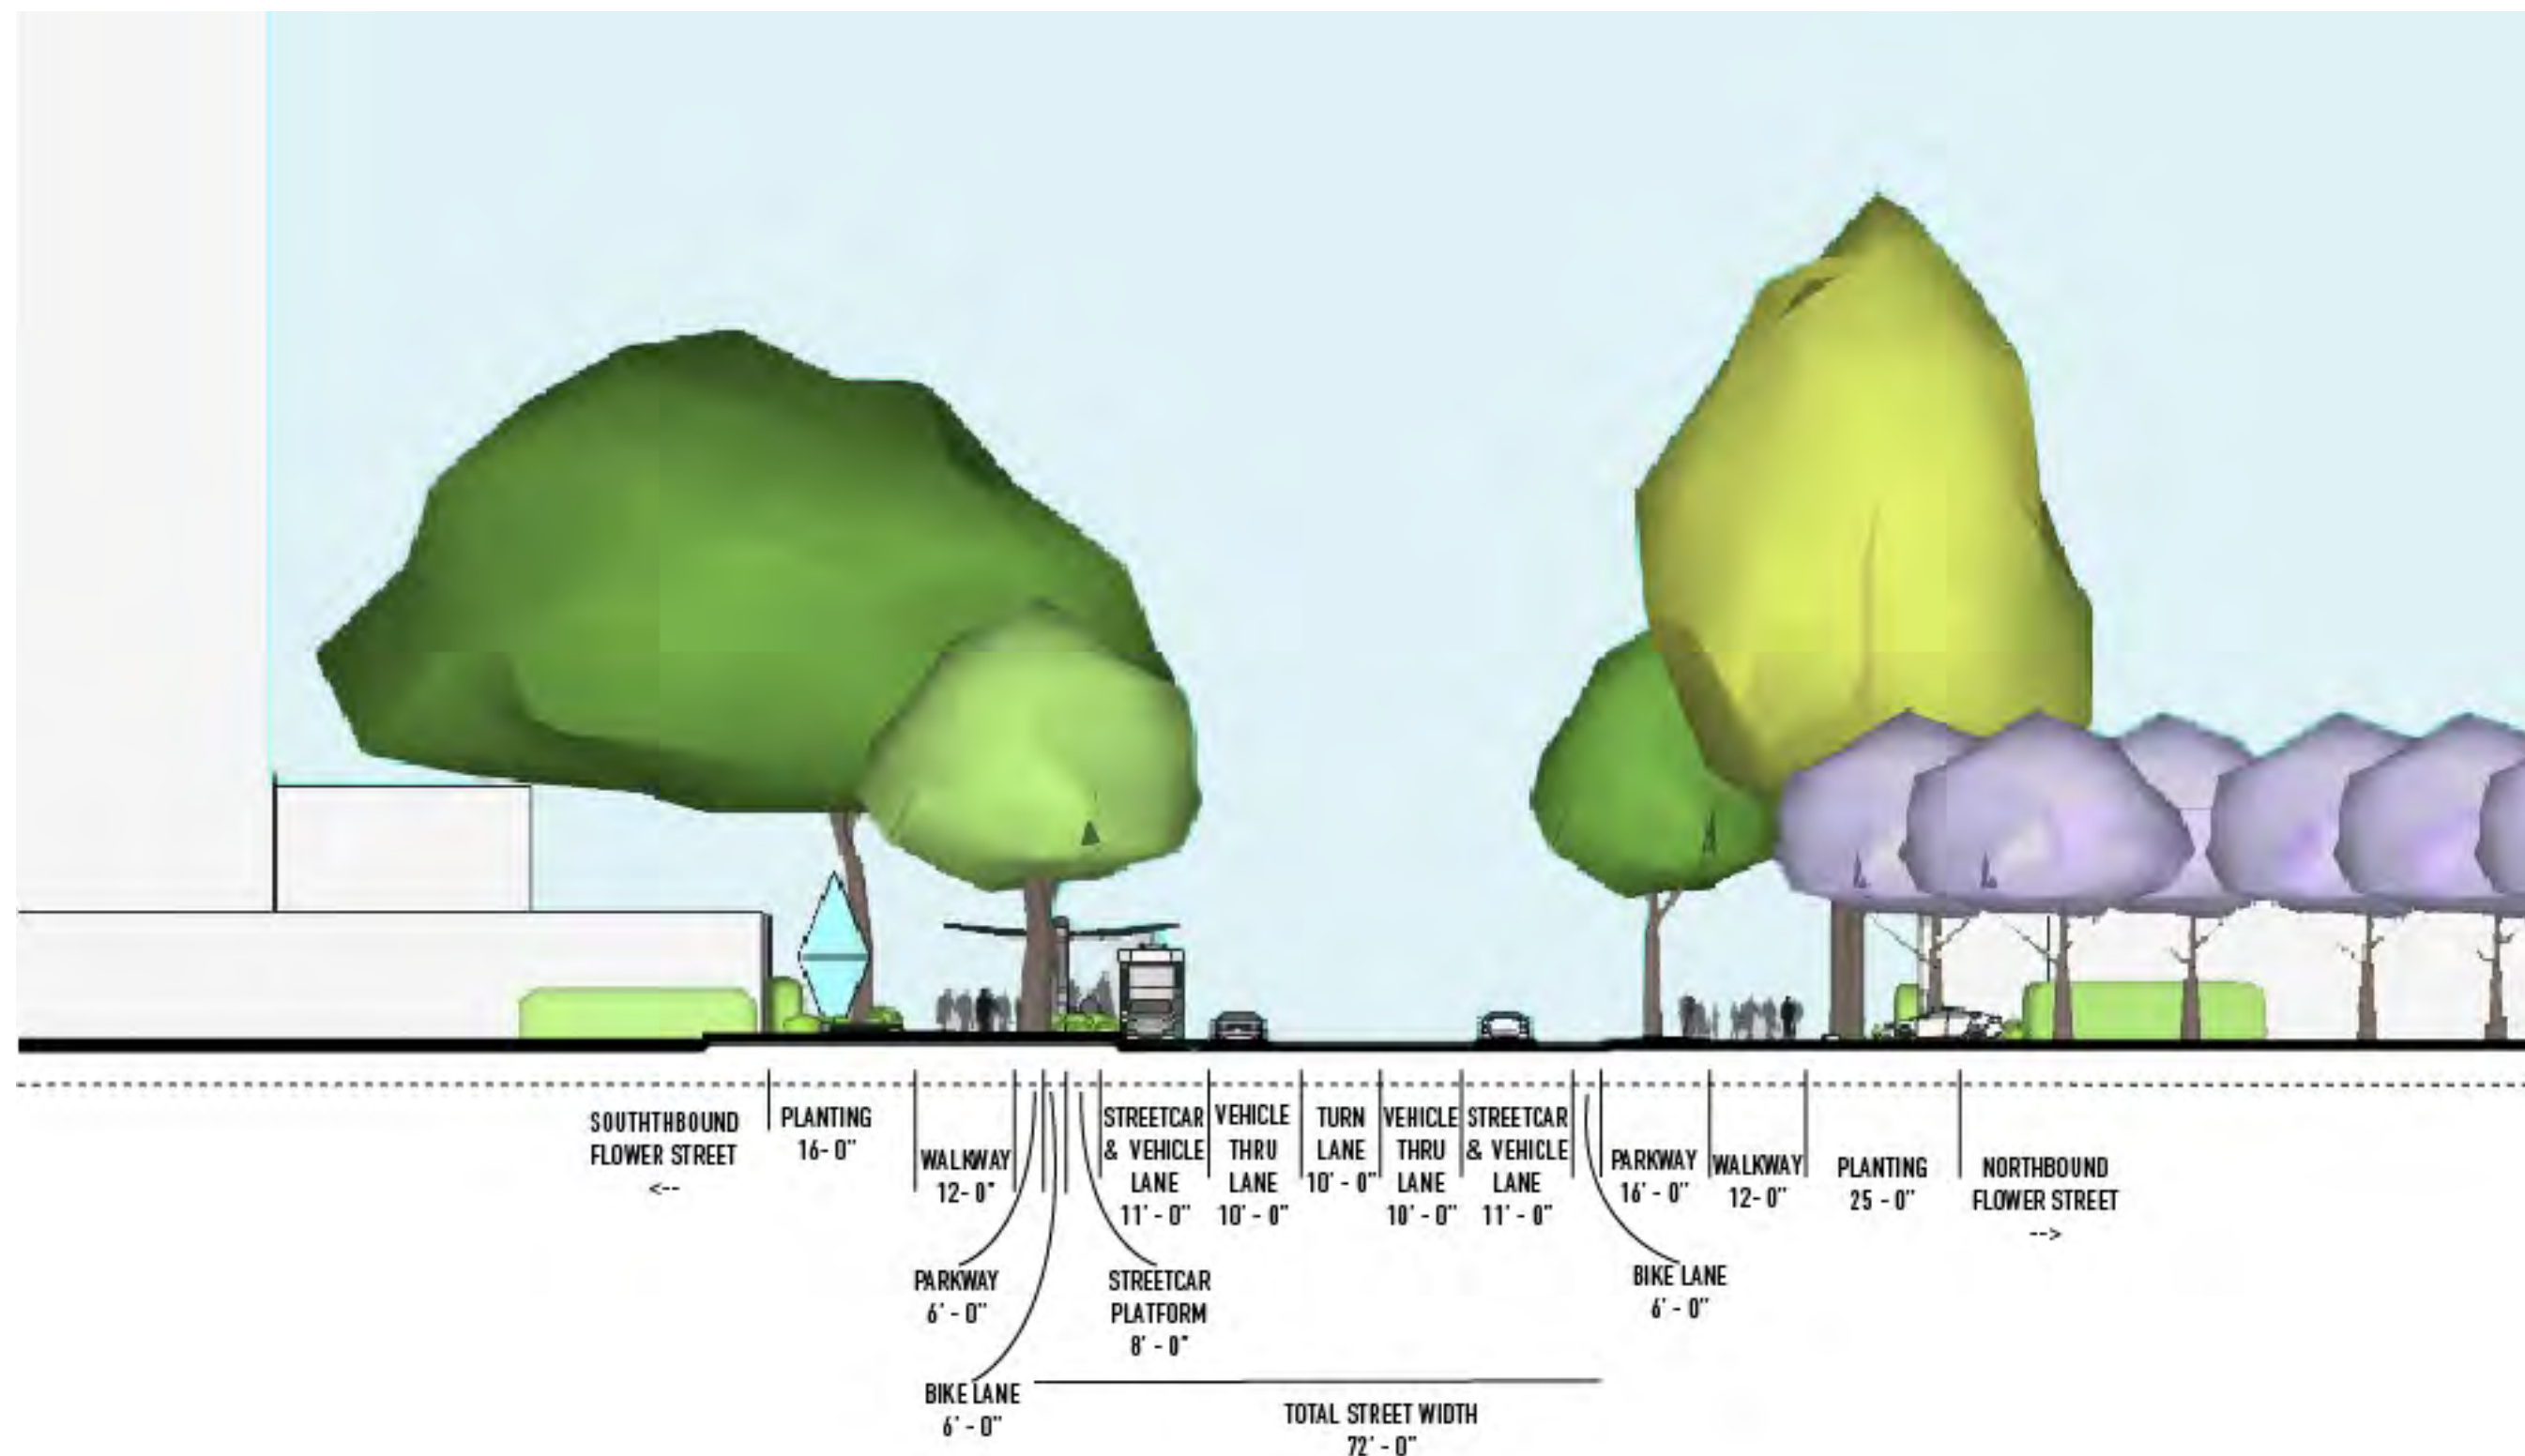 SOUTHTHBOUND
FLOWER STREET
<--
PLANTING
16- 0"
WALKWAY
12- 0"
PARKWAY
6' - 0"
BIKE LANE
6' - 0"
STREETCAR
PLATFORM
8' - 0"
STREETCAR
& VEHICLE
LANE
11' - 0"
VEHICLE
THRU
LANE
10' - 0"
TURN
LANE
10' - 0"
VEHICLE
THRU
LANE
10' - 0"
STREETCAR
& VEHICLE
LANE
11' - 0"
BIKE LANE
6' - 0"
PARKWAY
16' - 0"
WALKWAY
12- 0"
PLANTING
25 - 0"
NORTHBOUND
FLOWER STREET
-->
TOTAL STREET WIDTH
72' - 0"